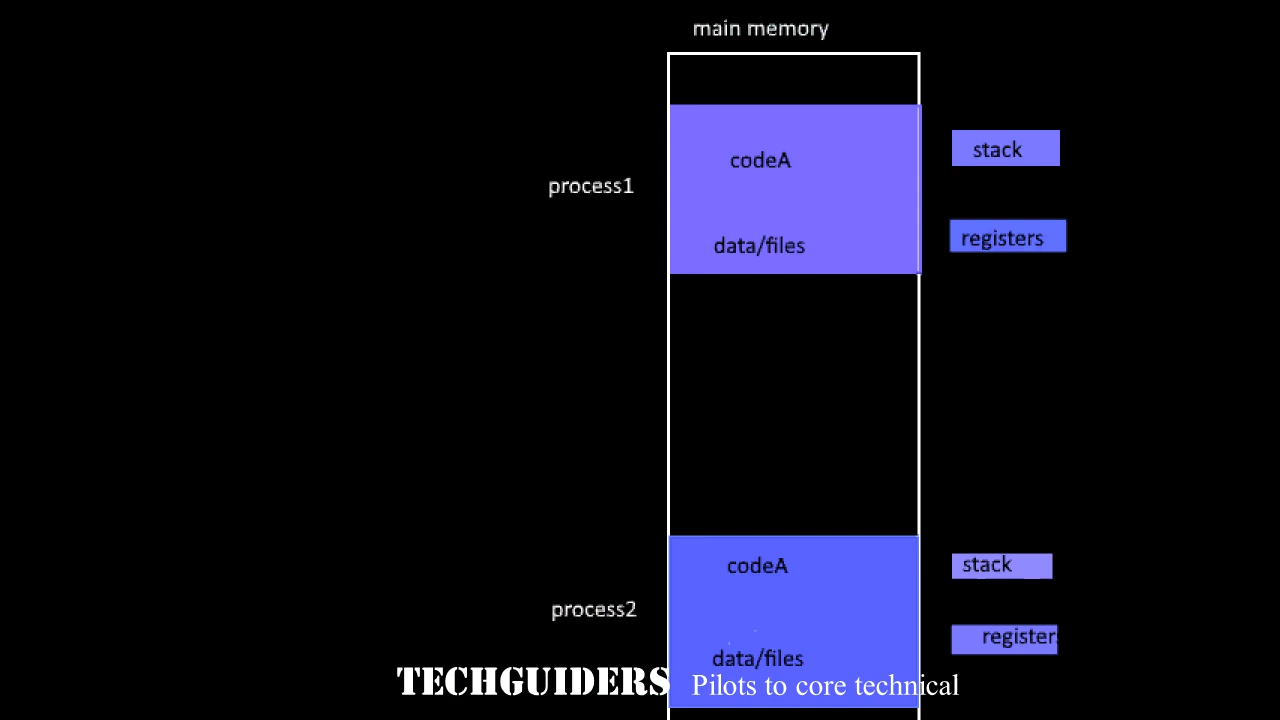 main memory
codeA
stack
process1
registers
data/files
codeA
stack
process2
register
data/files
TECHGUIDERS Pilots to core technical